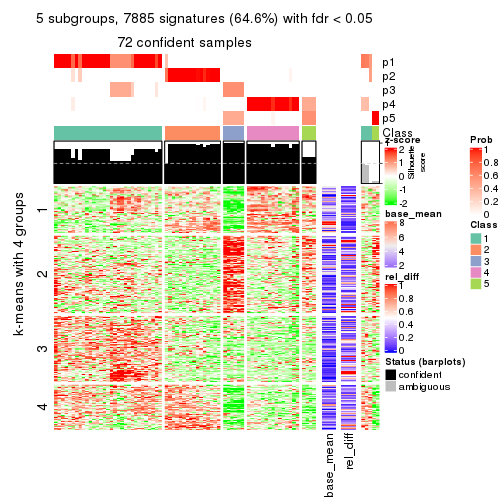 5 subgroups, 7885 signatures (64.6%) with fdr < 0.05
72 confident samples
p1
p2
p3
p4
p5
Class
1
2
3
4
k-means with 4 groups
base_mean
rel_diff
z-score
2
1
0
-1
-2
Silhouette
score
base_mean
8
6
4
2
rel_diff
1
0.8
0.6
0.4
0.2
0
Status (barplots)
confident
ambiguous
Prob
1
0.8
0.6
0.4
0.2
0
Class
1
2
3
4
5